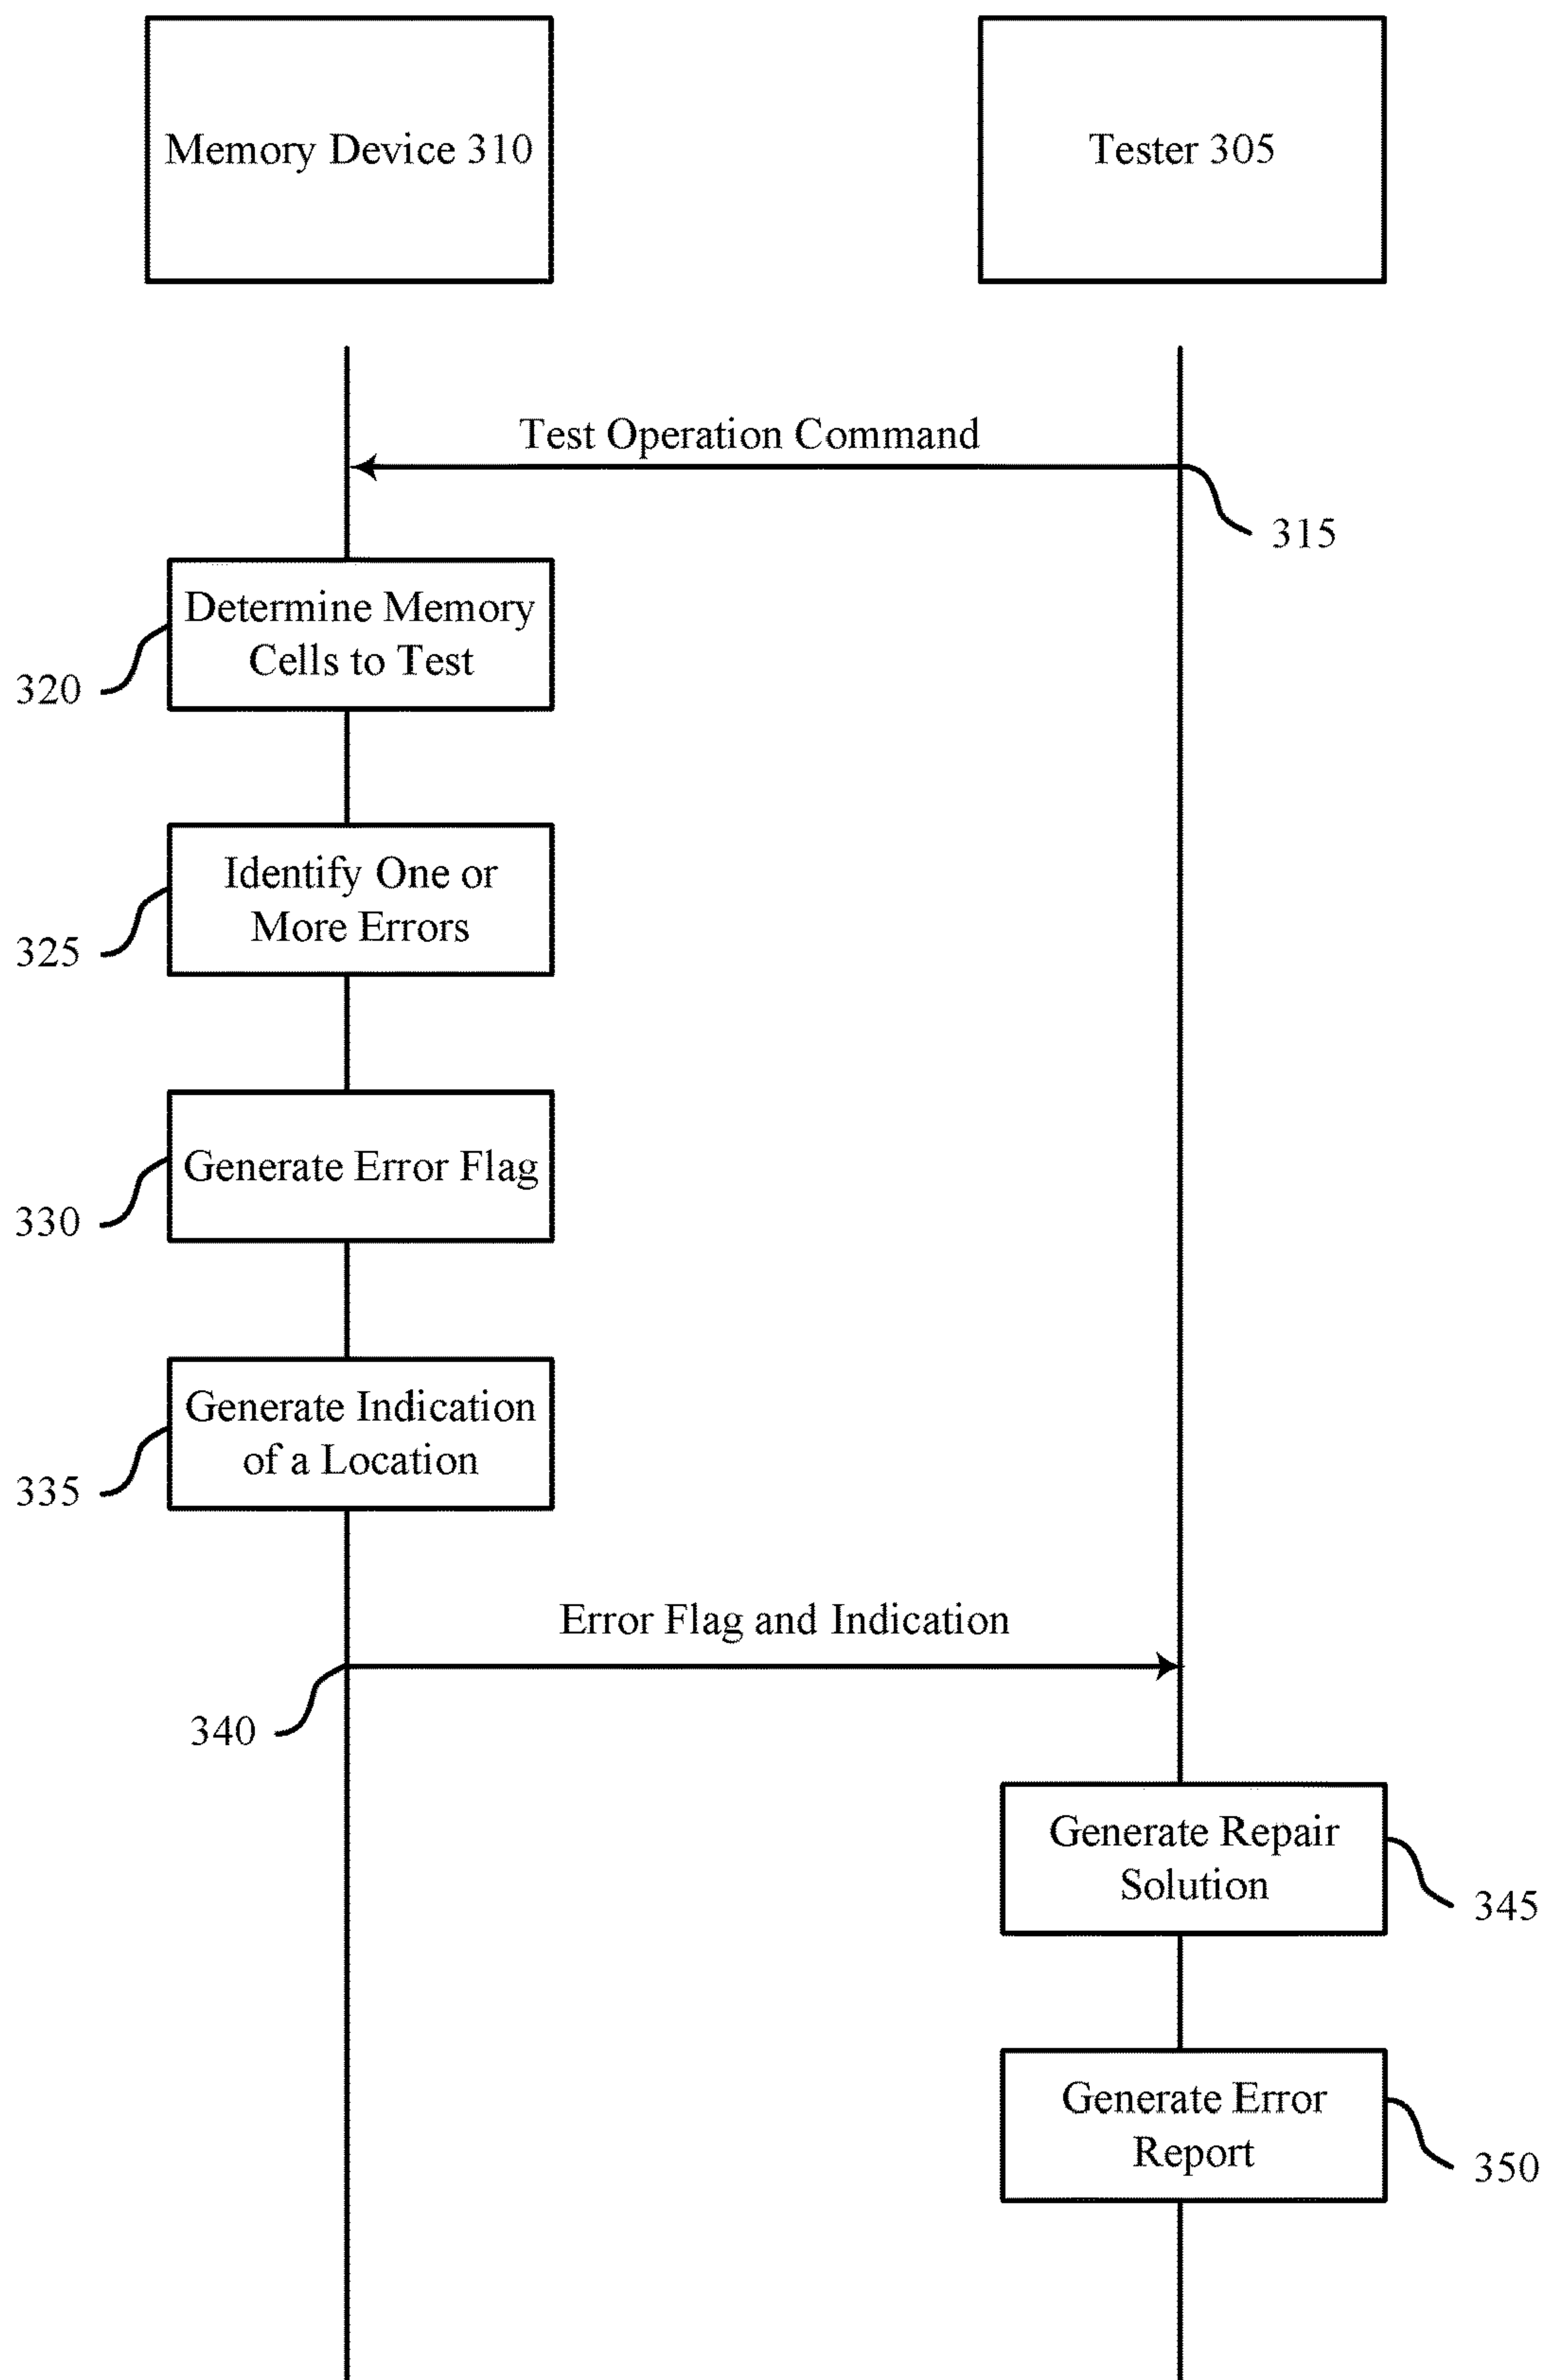 Memory Device 310
Tester 305
Test Operation Command
315
Determine Memory
Cells to Test
320
Identify One or
More Errors
325
Generate Error Flag
330
Generate Indication
of a Location
335
Error Flag and Indication
340
Generate Repair
Solution
345
Generate Error
Report
350